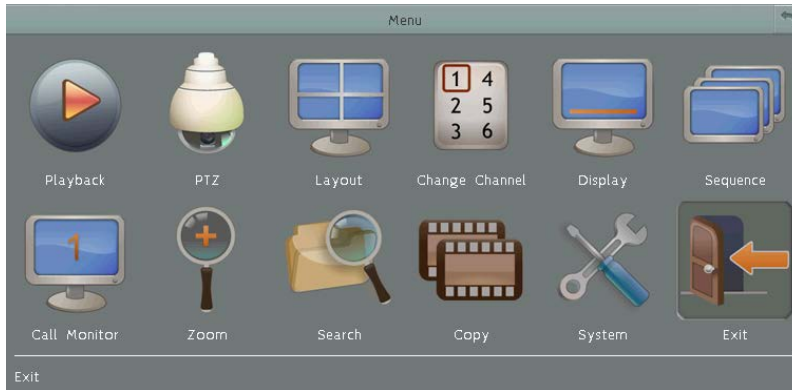 Menu
1 4
2 5
3 6
Playback PTZ Layout Change Channel Display Sequence
1
Call Monitor Zoom Search Copy System Exit
Exit